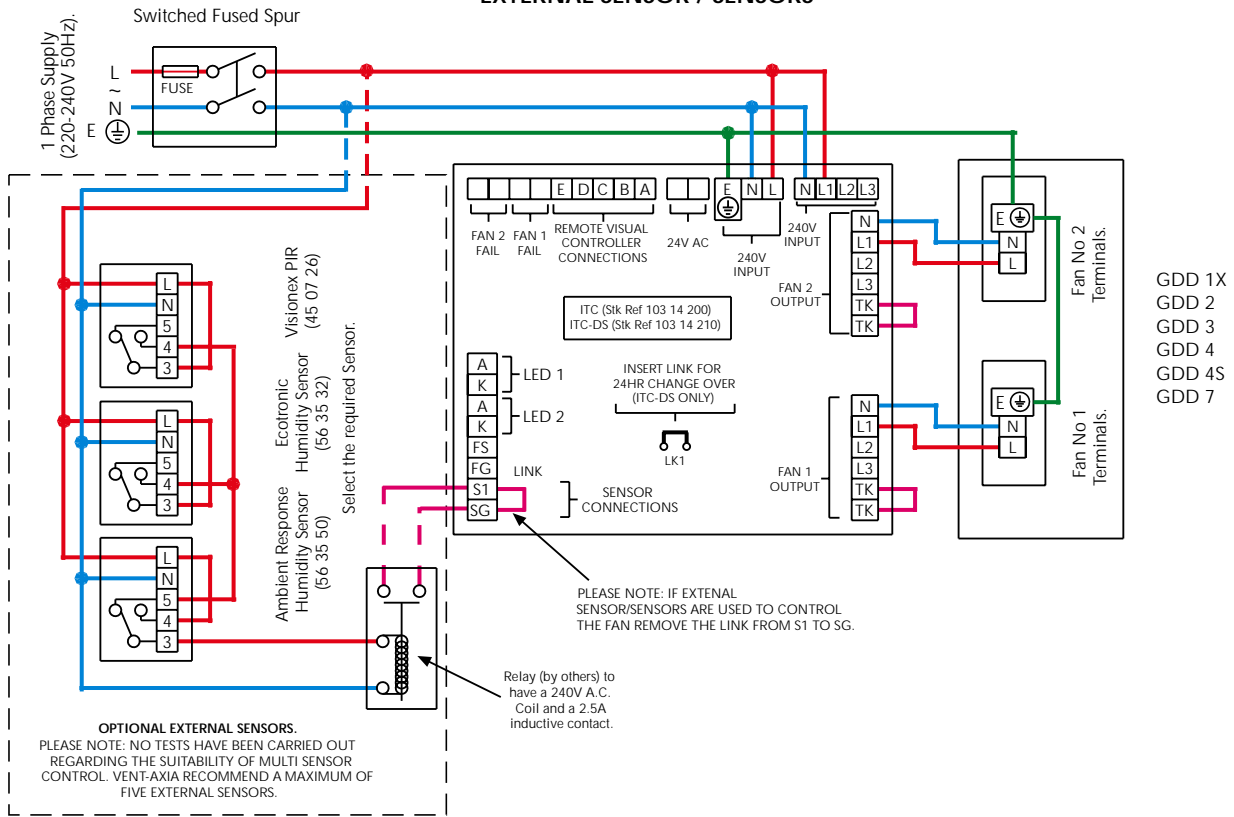 EXTERNAL SENSOR / SENSORS
Switched Fused Spur
1 Phase Supply
(220-240V 50Hz).
L
~
N
E
FUSE
E D C B A
E N L
N L1 L2 L3
FAN 2
FAIL
FAN 1
FAIL
REMOTE VISUAL
CONTROLLER
CONNECTIONS
24V AC
240V
INPUT
240V
INPUT
N
L1
L2
L3
TK
TK
FAN 2
OUTPUT
ITC (Stk Ref 103 14 200)
ITC-DS (Stk Ref 103 14 210)
A
K
A
K
FS
FG
S1
SG
LED 1
LED 2
LINK
SENSOR
CONNECTIONS
INSERT LINK FOR
24HR CHANGE OVER
(ITC-DS ONLY)
LK1
N
L1
L2
L3
TK
TK
FAN 1
OUTPUT
E
N
L
Fan No 2
Terminals.
E
N
L
Fan No 1
Terminals.
GDD 1X
GDD 2
GDD 3
GDD 4
GDD 4S
GDD 7
L
N
5
4
3
Visionex PIR
(45 07 26)
L
N
5
4
3
Ecotronic
Humidity Sensor
(56 35 32)
L
N
5
4
3
Ambient Response
Humidity Sensor
(56 35 50)
Select the required Sensor.
PLEASE NOTE: IF EXTENAL
SENSOR/SENSORS ARE USED TO CONTROL
THE FAN REMOVE THE LINK FROM S1 TO SG.
Relay (by others) to
have a 240V A.C.
Coil and a 2.5A
inductive contact.
OPTIONAL EXTERNAL SENSORS.
PLEASE NOTE: NO TESTS HAVE BEEN CARRIED OUT
REGARDING THE SUITABILITY OF MULTI SENSOR
CONTROL. VENT-AXIA RECOMMEND A MAXIMUM OF
FIVE EXTERNAL SENSORS.